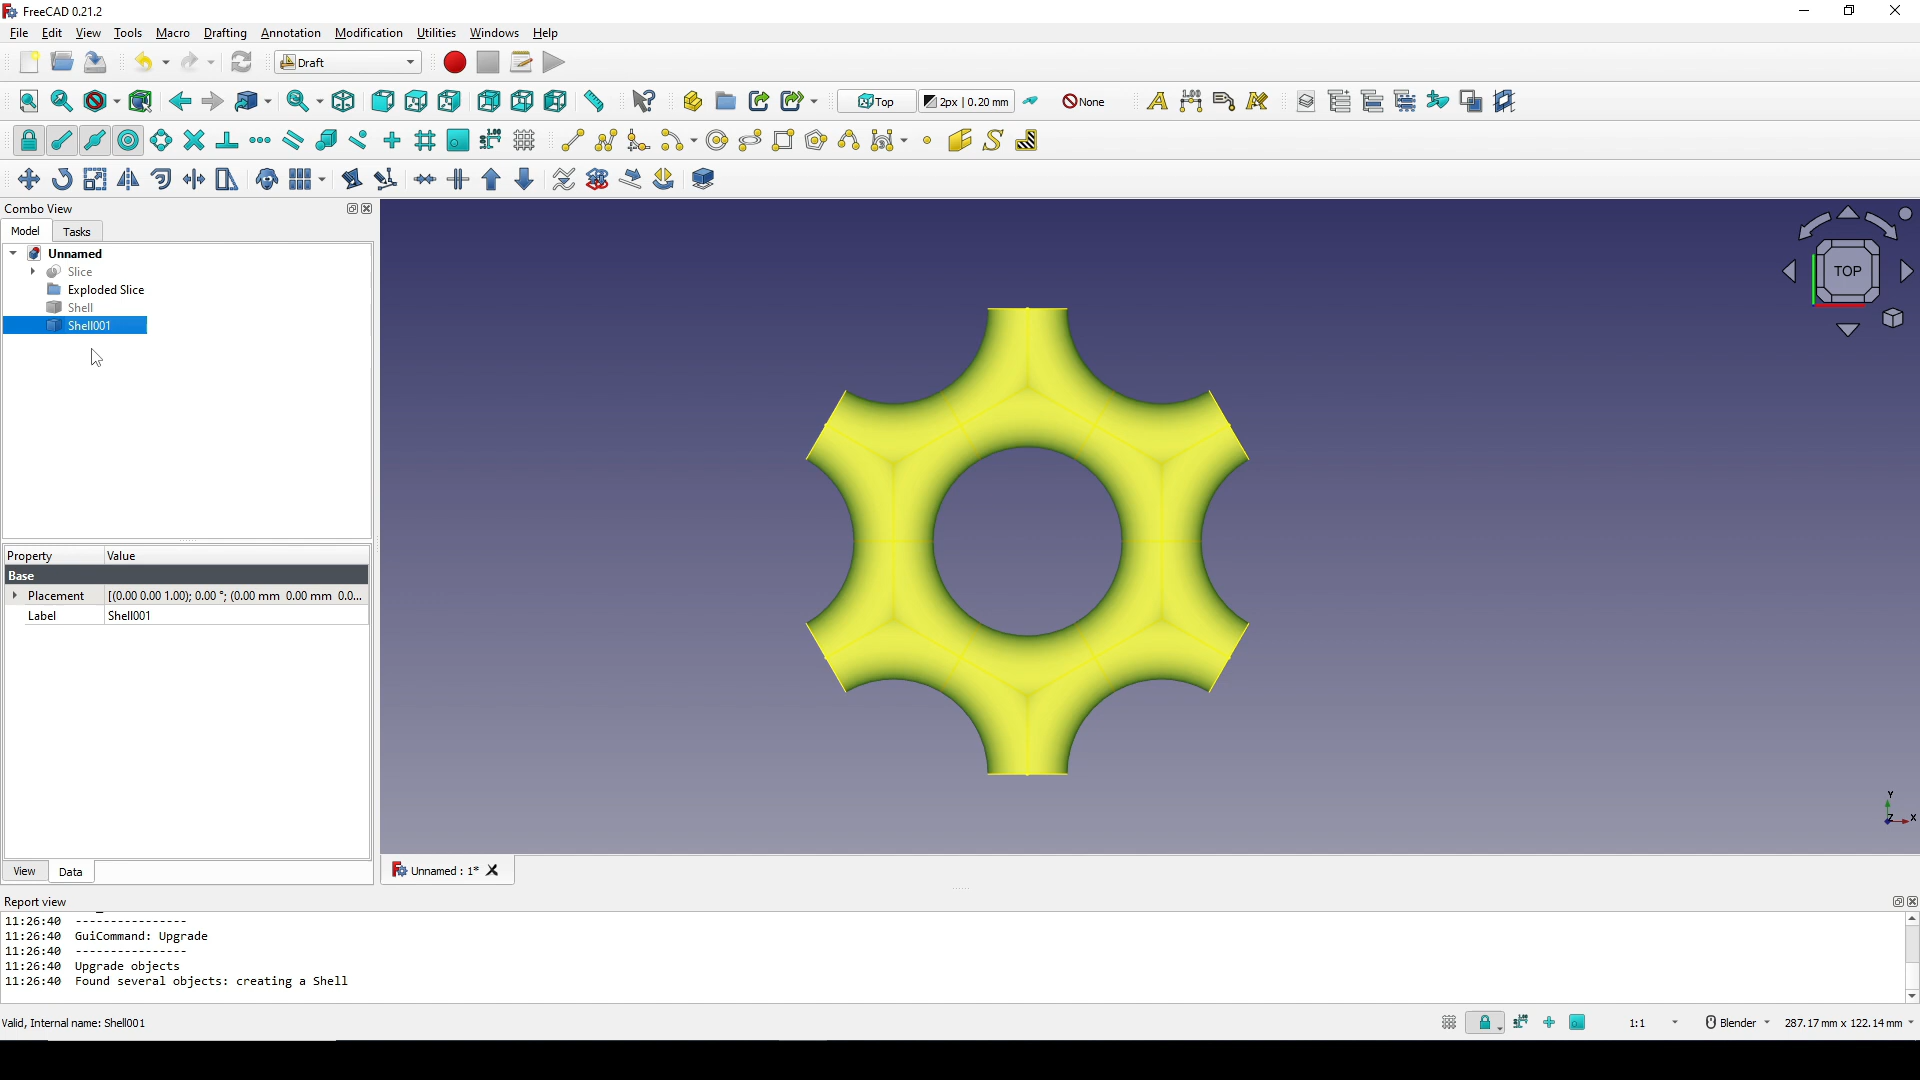 FreeCAD 0.21.2
File Edit View Tools Macro Drafting Annotation Modification Utilities Windows Help
Draft
Top 2px | 0.20 mm None
Combo View
Model Tasks
Unnamed
Slice
Exploded Slice
Shell
Shell001
Property Value
Base
Placement [(0.00 0.00 1.00); 0.00 °; (0.00 mm 0.00 mm 0.0...
Label Shell001
View Data
TOP
Y
Z X
Unnamed : 1*
Report view
11:26:40 ----------------
11:26:40 GuiCommand: Upgrade
11:26:40 ----------------
11:26:40 Upgrade objects
11:26:40 Found several objects: creating a Shell
Valid, Internal name: Shell001
1:1 Blender 287.17 mm x 122.14 mm